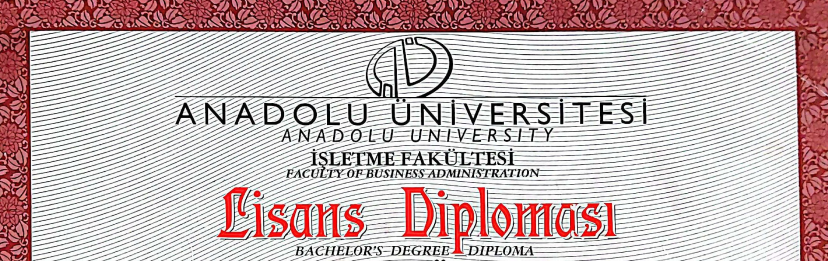 ANADOLU ÜNİVERSİTESİ
ANADOLU UNIVERSITY
İŞLETME FAKÜLTESİ
FACULTY OF BUSINESS ADMINISTRATION
Lisans Diploması
BACHELOR'S DEGREE DIPLOMA